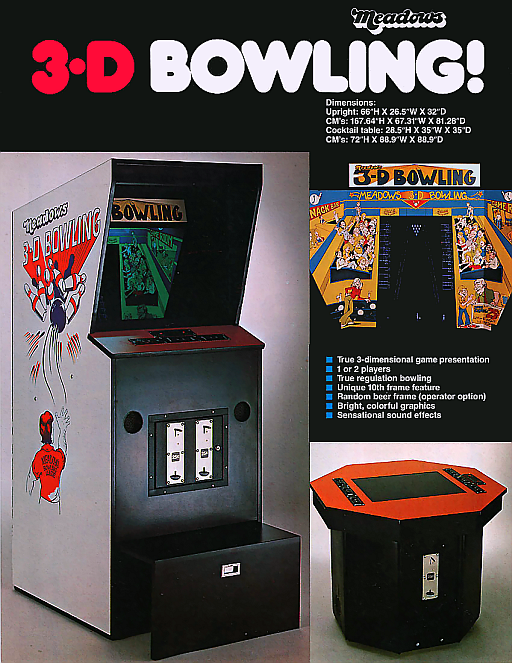 Meadows
3·D BOWLING!
Dimensions:
Upright: 66"H X 26.5"W X 32"D
CM's: 167.64"H X 67.31"W X 81.28"D
Cocktail table: 28.5"H X 35"W X 35"D
CM's: 72"H X 88.9"W X 88.9"D
Meadows
3-D BOWLING
BOWLING
Meadows
3-D BOWLING
MEADOWS 3-D BOWLING
SNACK BAR
True 3-dimensional game presentation
1 or 2 players
True regulation bowling
Unique 10th frame feature
Random beer frame (operator option)
Bright, colorful graphics
Sensational sound effects